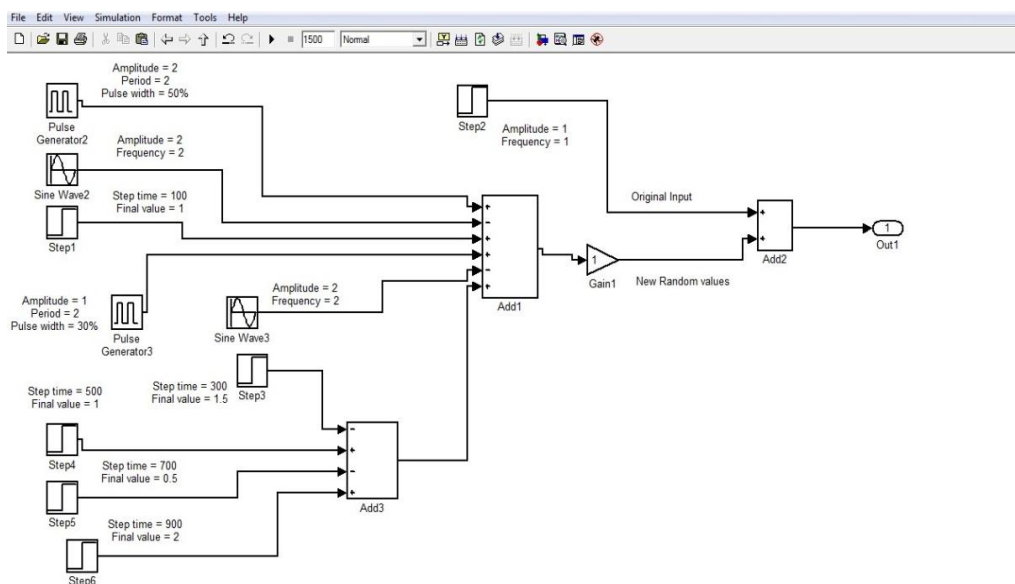 File Edit View Simulation Format Tools Help
1500 Normal
Amplitude = 2
Period = 2
Pulse width = 50%
Pulse
Generator2
Amplitude = 2
Frequency = 2
Sine Wave2
Step time = 100
Final value = 1
Step1
Step2
Amplitude = 1
Frequency = 1
Original Input
Add1
1
Gain1
New Random values
Add2
1
Out1
Amplitude = 1
Period = 2
Pulse width = 30%
Pulse
Generator3
Amplitude = 2
Frequency = 2
Sine Wave3
Step time = 300
Final value = 1.5
Step3
Step time = 500
Final value = 1
Step4
Step time = 700
Final value = 0.5
Step5
Add3
Step time = 900
Final value = 2
Step6